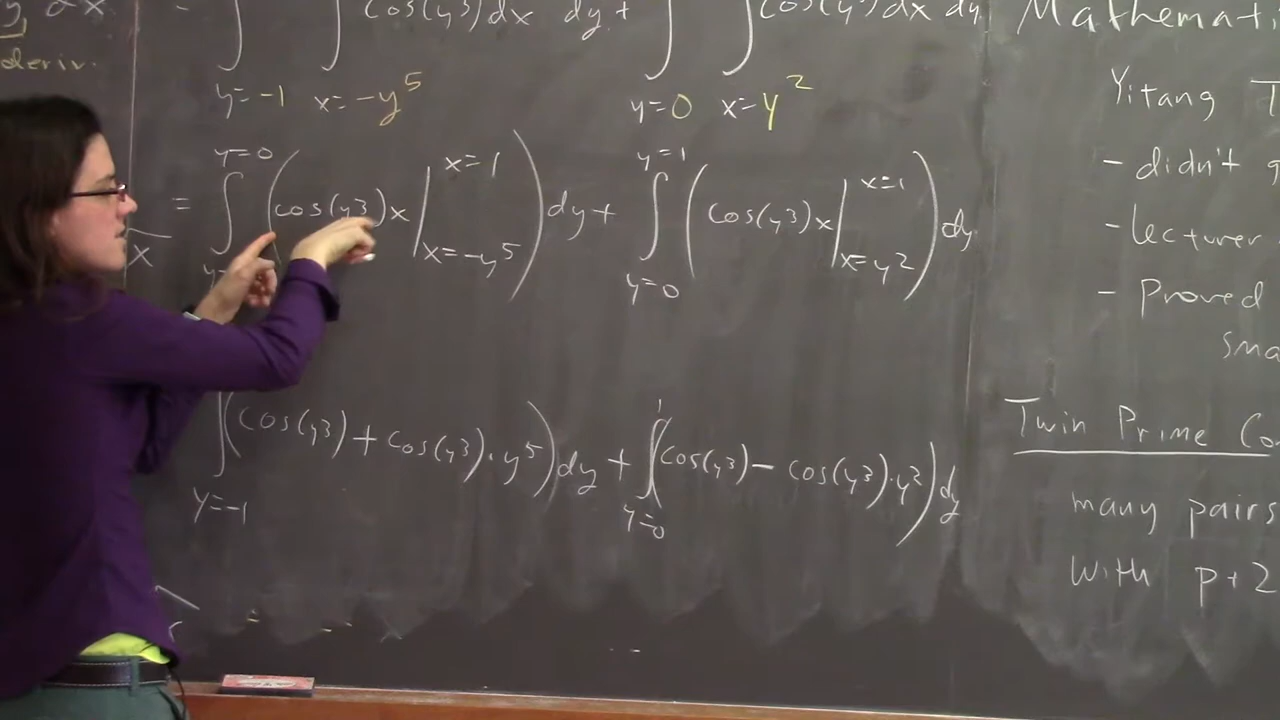 y dx
deriv.
= ∫ ∫ cos(y³)dx dy + ∫ ∫ cos(y³)dx dy
y=-1 x=-y⁵ y=0 x=y²
y=0 x=1 y=1 x=1
= ∫ (cos(y³)x | ) dy + ∫ (cos(y³)x | ) dy
x=-y⁵ y=0 x=y²
x
1
∫(cos(y³) + cos(y³)·y⁵)dy + ∫(cos(y³) - cos(y³)·y²)dy
y=-1 y=0
Mathemati
Yitang
- didn't g
- lecturer
- Proved
sma
Twin Prime Co
many pairs
with p+2